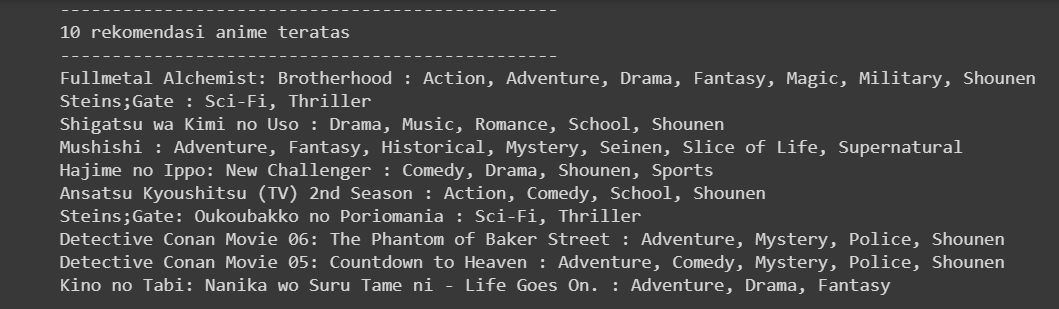 ------------------------------------------------
10 rekomendasi anime teratas
------------------------------------------------
Fullmetal Alchemist: Brotherhood : Action, Adventure, Drama, Fantasy, Magic, Military, Shounen
Steins;Gate : Sci-Fi, Thriller
Shigatsu wa Kimi no Uso : Drama, Music, Romance, School, Shounen
Mushishi : Adventure, Fantasy, Historical, Mystery, Seinen, Slice of Life, Supernatural
Hajime no Ippo: New Challenger : Comedy, Drama, Shounen, Sports
Ansatsu Kyoushitsu (TV) 2nd Season : Action, Comedy, School, Shounen
Steins;Gate: Oukoubakko no Poriomania : Sci-Fi, Thriller
Detective Conan Movie 06: The Phantom of Baker Street : Adventure, Mystery, Police, Shounen
Detective Conan Movie 05: Countdown to Heaven : Adventure, Comedy, Mystery, Police, Shounen
Kino no Tabi: Nanika wo Suru Tame ni - Life Goes On. : Adventure, Drama, Fantasy